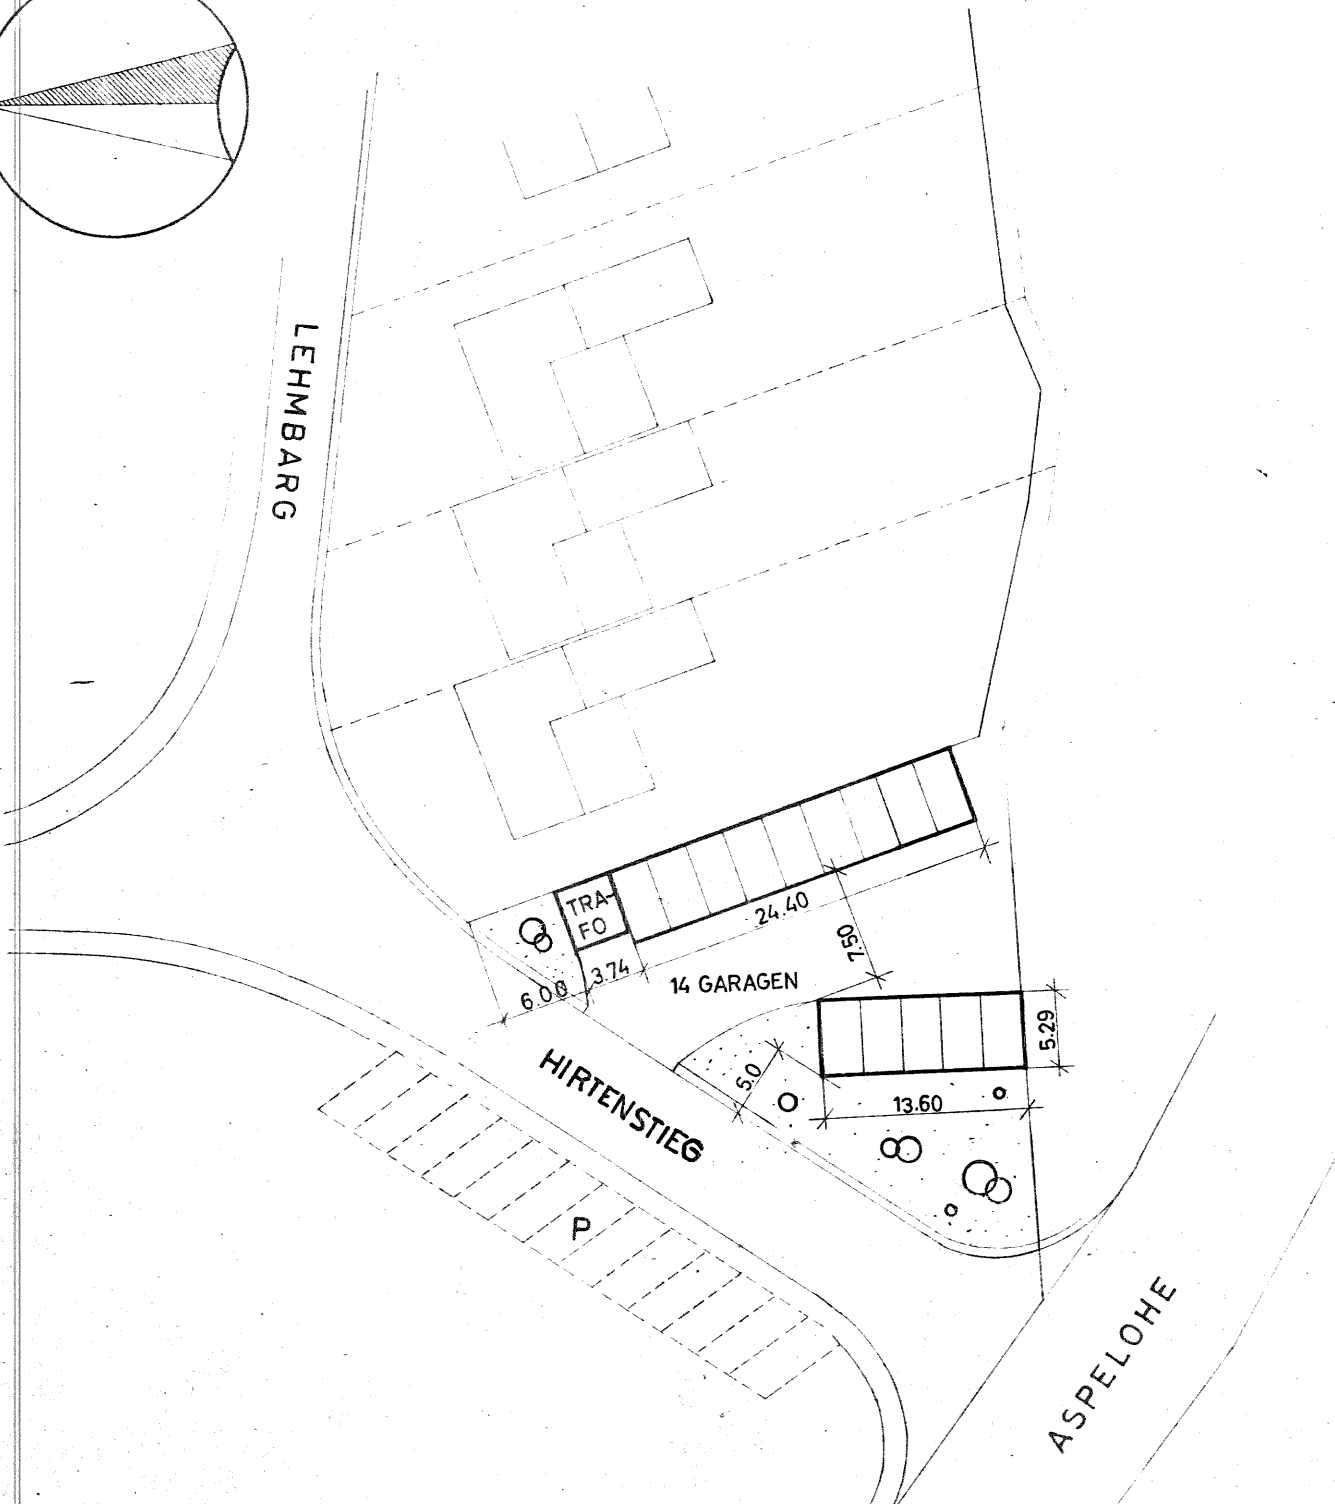 LEHMBARG
TRA-
FO
24.40
7.50
3.74
6.00
14 GARAGEN
5.29
5.0
13.60
HIRTENSTIEG
P
ASPELOHE